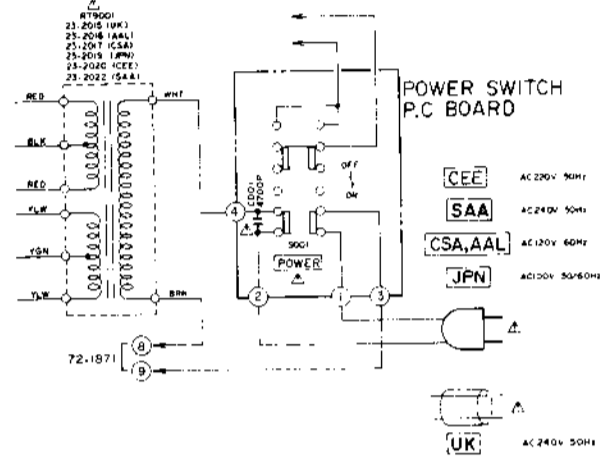 RT9001
23-2015 (UK)
23-2016 (AAL)
23-2017 (CSA)
23-2019 (JPN)
23-2020 (CEE)
23-2022 (SAA)
RED
WHT
BLK
RED
YLW
YGN
YLW
BRN
POWER SWITCH
P.C BOARD
OFF
ON
C001
4700P
4
S001
POWER
2
1
3
72-1871
8
9
CEE AC220V 50Hz
SAA AC240V 50Hz
CSA,AAL AC120V 60Hz
JPN AC100V 50/60Hz
UK AC240V 50Hz